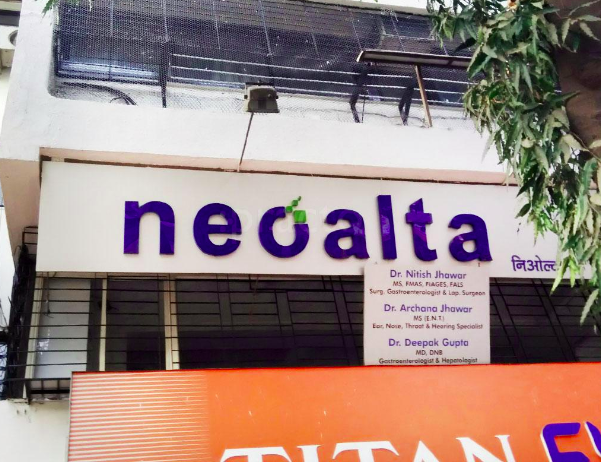 neoalta
Dr. Nitish Jhawar
MS, FMAS, FIAGES, FALS
Surg. Gastroenterologist & Lap. Surgeon
Dr. Archana Jhawar
MS (E.N.T.)
Ear, Nose, Throat & Hearing Specialist
Dr. Deepak Gupta
MD, DNB
Gastroenterologist & Hepatologist
TITAN